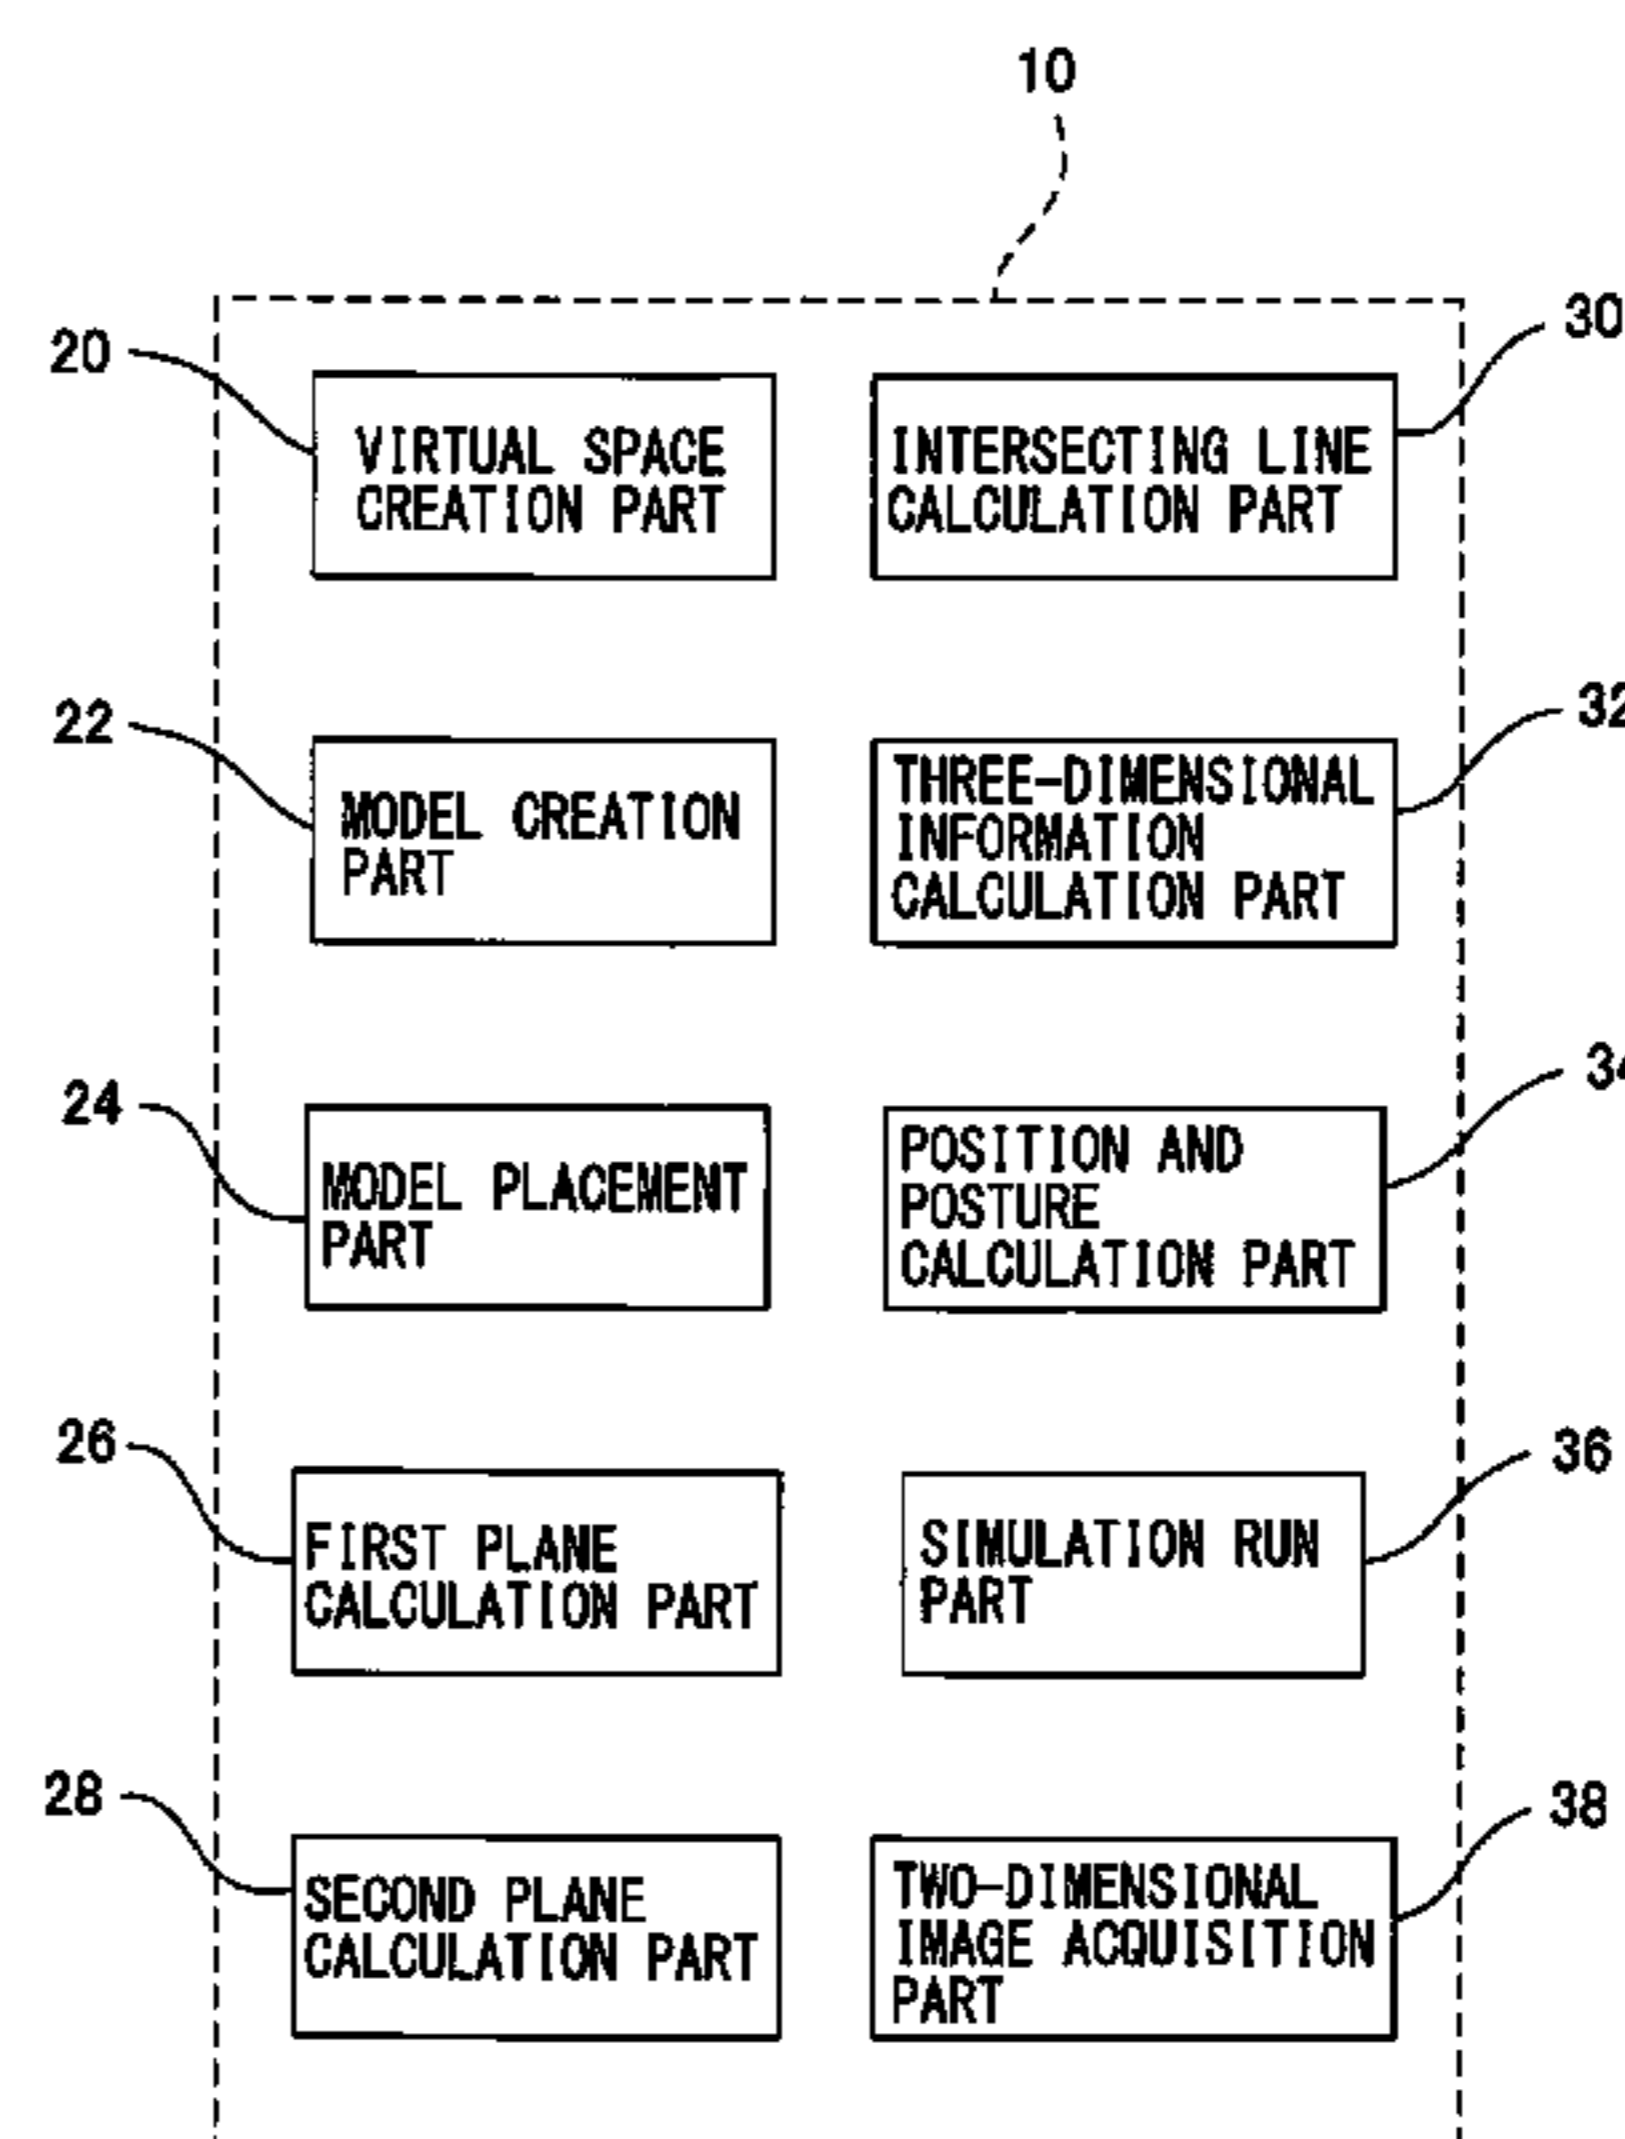 10
20
VIRTUAL SPACE
CREATION PART
30
INTERSECTING LINE
CALCULATION PART
22
MODEL CREATION
PART
32
THREE-DIMENSIONAL
INFORMATION
CALCULATION PART
24
MODEL PLACEMENT
PART
34
POSITION AND
POSTURE
CALCULATION PART
26
FIRST PLANE
CALCULATION PART
36
SIMULATION RUN
PART
28
SECOND PLANE
CALCULATION PART
38
TWO-DIMENSIONAL
IMAGE ACQUISITION
PART